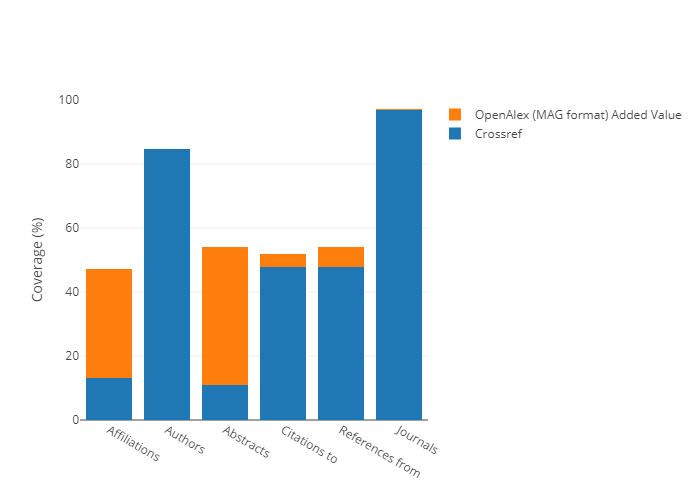 OpenAlex (MAG format) Added Value
Crossref
Coverage (%)
100
80
60
40
20
0
Affiliations
Authors
Abstracts
Citations to
References from
Journals